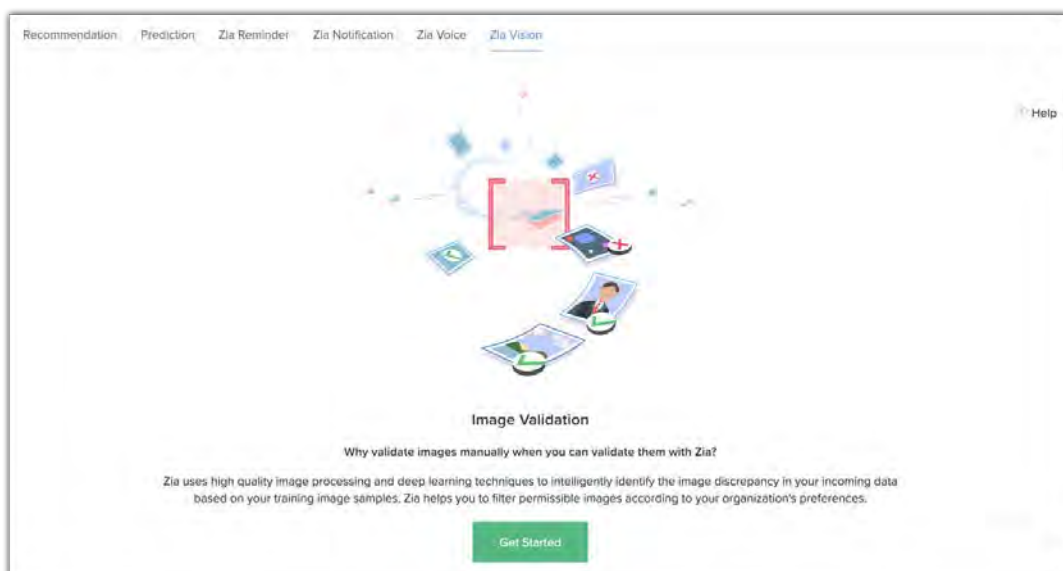 Recommendation Prediction Zia Reminder Zia Notification Zia Voice Zia Vision
Help
Image Validation
Why validate images manually when you can validate them with Zia?
Zia uses high quality image processing and deep learning techniques to intelligently identify the image discrepancy in your incoming data
based on your training image samples. Zia helps you to filter permissible images according to your organization's preferences.
Get Started